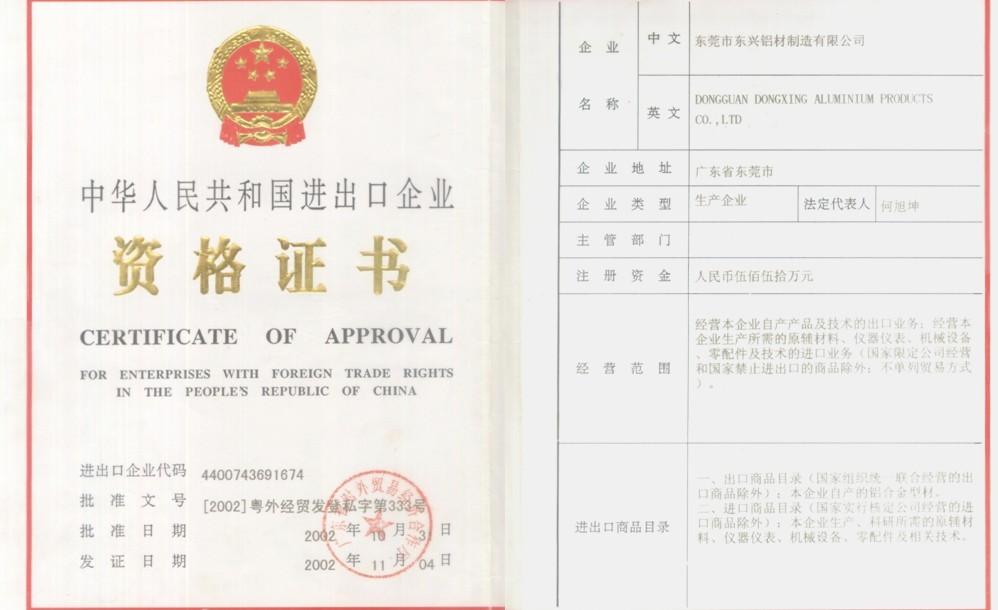 中华人民共和国进出口企业
资格证书
CERTIFICATE OF APPROVAL
FOR ENTERPRISES WITH FOREIGN TRADE RIGHTS
IN THE PEOPLE'S REPUBLIC OF CHINA
进出口企业代码 4400743691674
批准文号 [2002]粤外经贸发登私字第333号
批准日期 2002 年 10 月 31 日
发证日期 2002 年 11 月 04 日
企业名称
中文 东莞市东兴铝材制造有限公司
英文 DONGGUAN DONGXING ALUMINIUM PRODUCTS
CO.,LTD
企业地址 广东省东莞市
企业类型 生产企业 法定代表人 何旭坤
主管部门
注册资金 人民币伍佰伍拾万元
经营范围
经营本企业自产产品及技术的出口业务；经营本
企业生产所需的原辅材料、仪器仪表、机械设备
、零配件及技术的进口业务（国家限定公司经营
和国家禁止进出口的商品除外；不单列贸易方式
）。
进出口商品目录
一、出口商品目录（国家组织统一联合经营的出
口商品除外）：本企业自产的铝合金型材。
二、进口商品目录（国家实行核定公司经营的进
口商品除外）：本企业生产、科研所需的原辅材
料、仪器仪表、机械设备、零配件及相关技术。